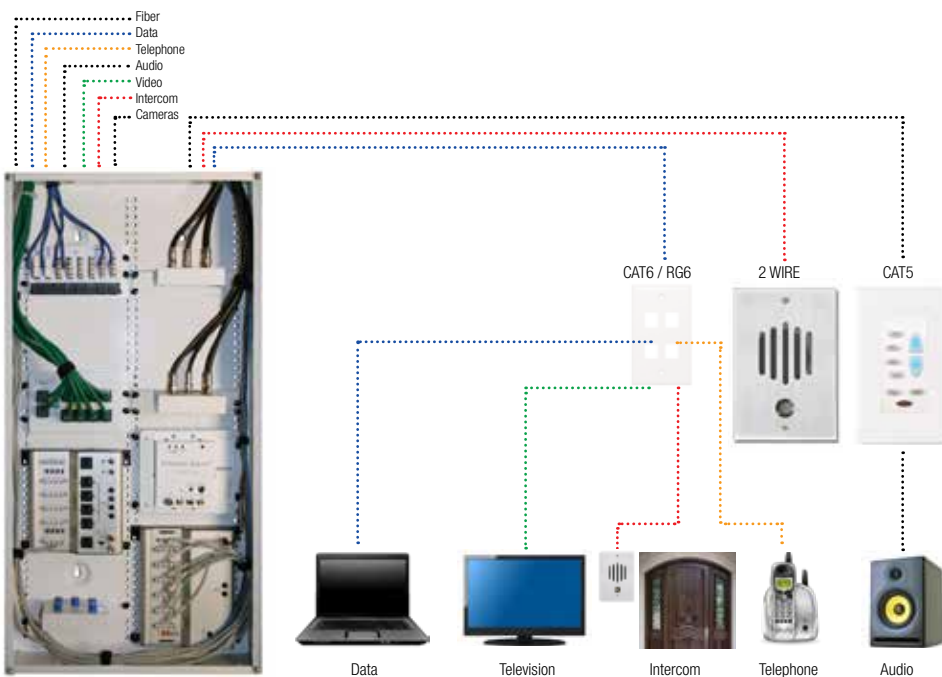 Fiber
Data
Telephone
Audio
Video
Intercom
Cameras
CAT6 / RG6
2 WIRE
CAT5
Data
Television
Intercom
Telephone
Audio